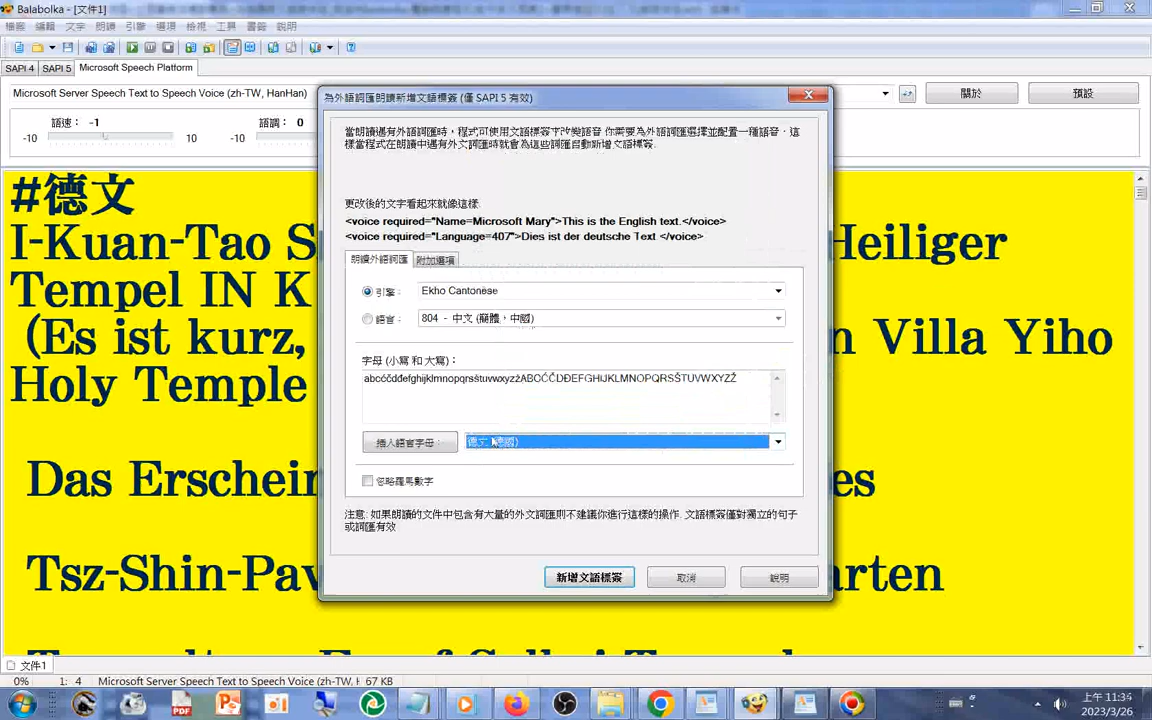 Balabolka - [文件1]
檔案 編輯 文字 朗讀 引擎 選項 檢視 工具 書籤 說明
SAPI 4 SAPI 5 Microsoft Speech Platform
Microsoft Server Speech Text to Speech Voice (zh-TW, HanHan)
關於 預設
語速： -1 語調： 0
-10 10 -10
#德文
I-Kuan-Tao S
Heiliger
Tempel IN K
(Es ist kurz,
n Villa Yiho
Holy Temple
Das Erschein
es
Tsz-Shin-Pav
arten
為外語詞匯朗讀新增文語標簽 (僅 SAPI 5 有效)
當朗讀遇有外語詞匯時，程式可使用文語標簽來改變語音.你需要為外語詞匯選擇並配置一種語音，這
樣當程式在朗讀中遇有外文詞匯時就會為這些詞匯自動新增文語標簽.
更改後的文字看起來就像這樣:
<voice required="Name=Microsoft Mary">This is the English text.</voice>
<voice required="Language=407">Dies ist der deutsche Text.</voice>
朗讀外語詞匯 附加選項
引擎： Ekho Cantonese
語言： 804 - 中文 (簡體，中國)
字母 (小寫 和 大寫)：
abcćčdđefghijklmnopqrsštuvwxyzžABCĆČDĐEFGHIJKLMNOPQRSŠTUVWXYZŽ
插入語言字母： 德文 (德國)
忽略羅馬數字
注意: 如果朗讀的文件中包含有大量的外文詞匯則不建議你進行這樣的操作. 文語標簽僅對獨立的句子
或詞匯有效
新增文語標簽 取消 說明
文件1
0% 1: 4 Microsoft Server Speech Text to Speech Voice (zh-TW, H 67 KB
上午 11:34
2023/3/26